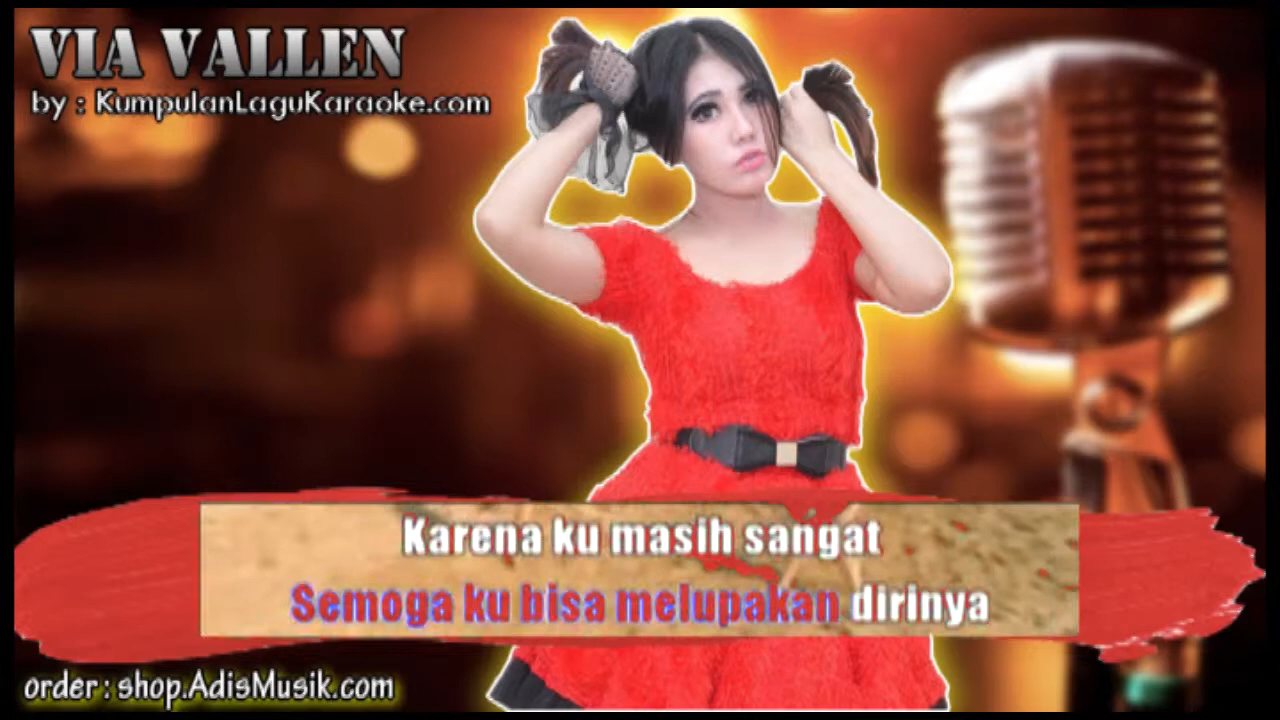 VIA VALLEN
by : KumpulanLaguKaraoke.com
Karena ku masih sangat
Semoga ku bisa melupakan dirinya
order : shop.AdisMusik.com